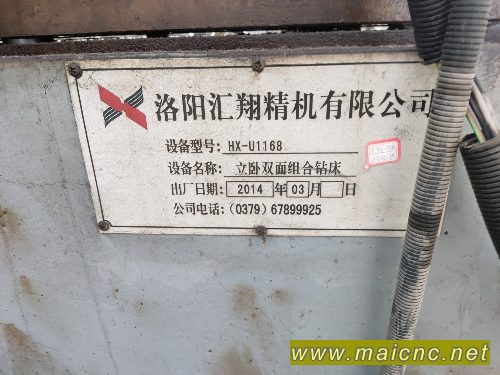 洛阳汇翔精机有限公司
设备型号: HX-U1168
设备名称: 立卧双面组合钻床
出厂日期: 2014 年 03 月 日
公司电话: (0379) 67899925
www.maicnc.net